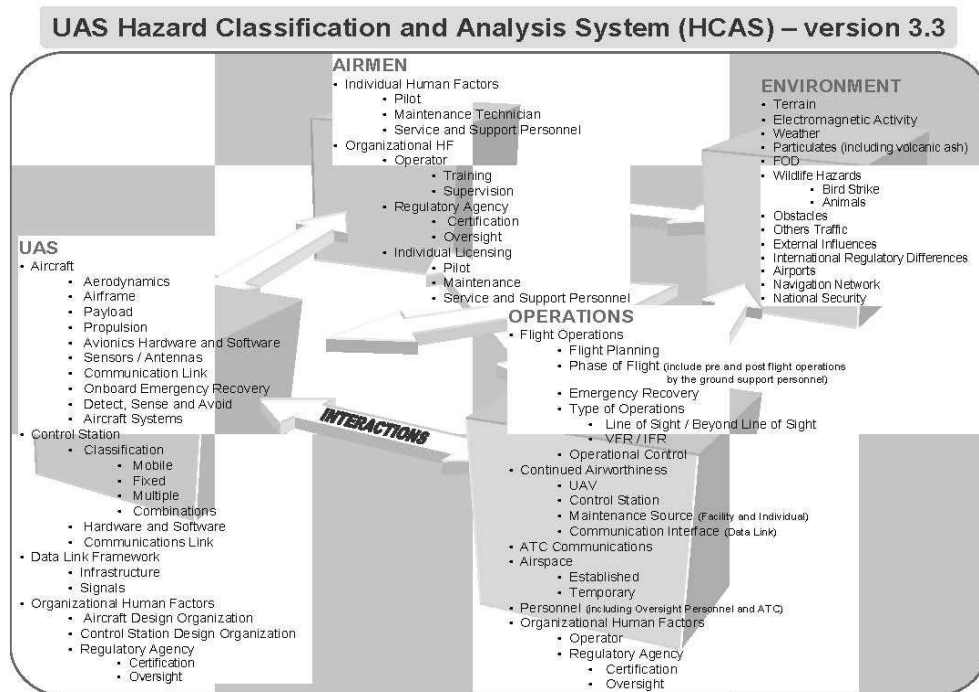 UAS Hazard Classification and Analysis System (HCAS) – version 3.3
AIRMEN
• Individual Human Factors
• Pilot
• Maintenance Technician
• Service and Support Personnel
• Organizational HF
• Operator
• Training
• Supervision
• Regulatory Agency
• Certification
• Oversight
• Individual Licensing
• Pilot
• Maintenance
• Service and Support Personnel
ENVIRONMENT
• Terrain
• Electromagnetic Activity
• Weather
• Particulates (including volcanic ash)
• FOD
• Wildlife Hazards
• Bird Strike
• Animals
• Obstacles
• Others Traffic
• External Influences
• International Regulatory Differences
• Airports
• Navigation Network
• National Security
UAS
• Aircraft
• Aerodynamics
• Airframe
• Payload
• Propulsion
• Avionics Hardware and Software
• Sensors / Antennas
• Communication Link
• Onboard Emergency Recovery
• Detect, Sense and Avoid
• Aircraft Systems
• Control Station
• Classification
• Mobile
• Fixed
• Multiple
• Combinations
• Hardware and Software
• Communications Link
• Data Link Framework
• Infrastructure
• Signals
• Organizational Human Factors
• Aircraft Design Organization
• Control Station Design Organization
• Regulatory Agency
• Certification
• Oversight
INTERACTIONS
OPERATIONS
• Flight Operations
• Flight Planning
• Phase of Flight (include pre and post flight operations
by the ground support personnel)
• Emergency Recovery
• Type of Operations
• Line of Sight / Beyond Line of Sight
• VFR / IFR
• Operational Control
• Continued Airworthiness
• UAV
• Control Station
• Maintenance Source (Facility and Individual)
• Communication Interface (Data Link)
• ATC Communications
• Airspace
• Established
• Temporary
• Personnel (including Oversight Personnel and ATC)
• Organizational Human Factors
• Operator
• Regulatory Agency
• Certification
• Oversight